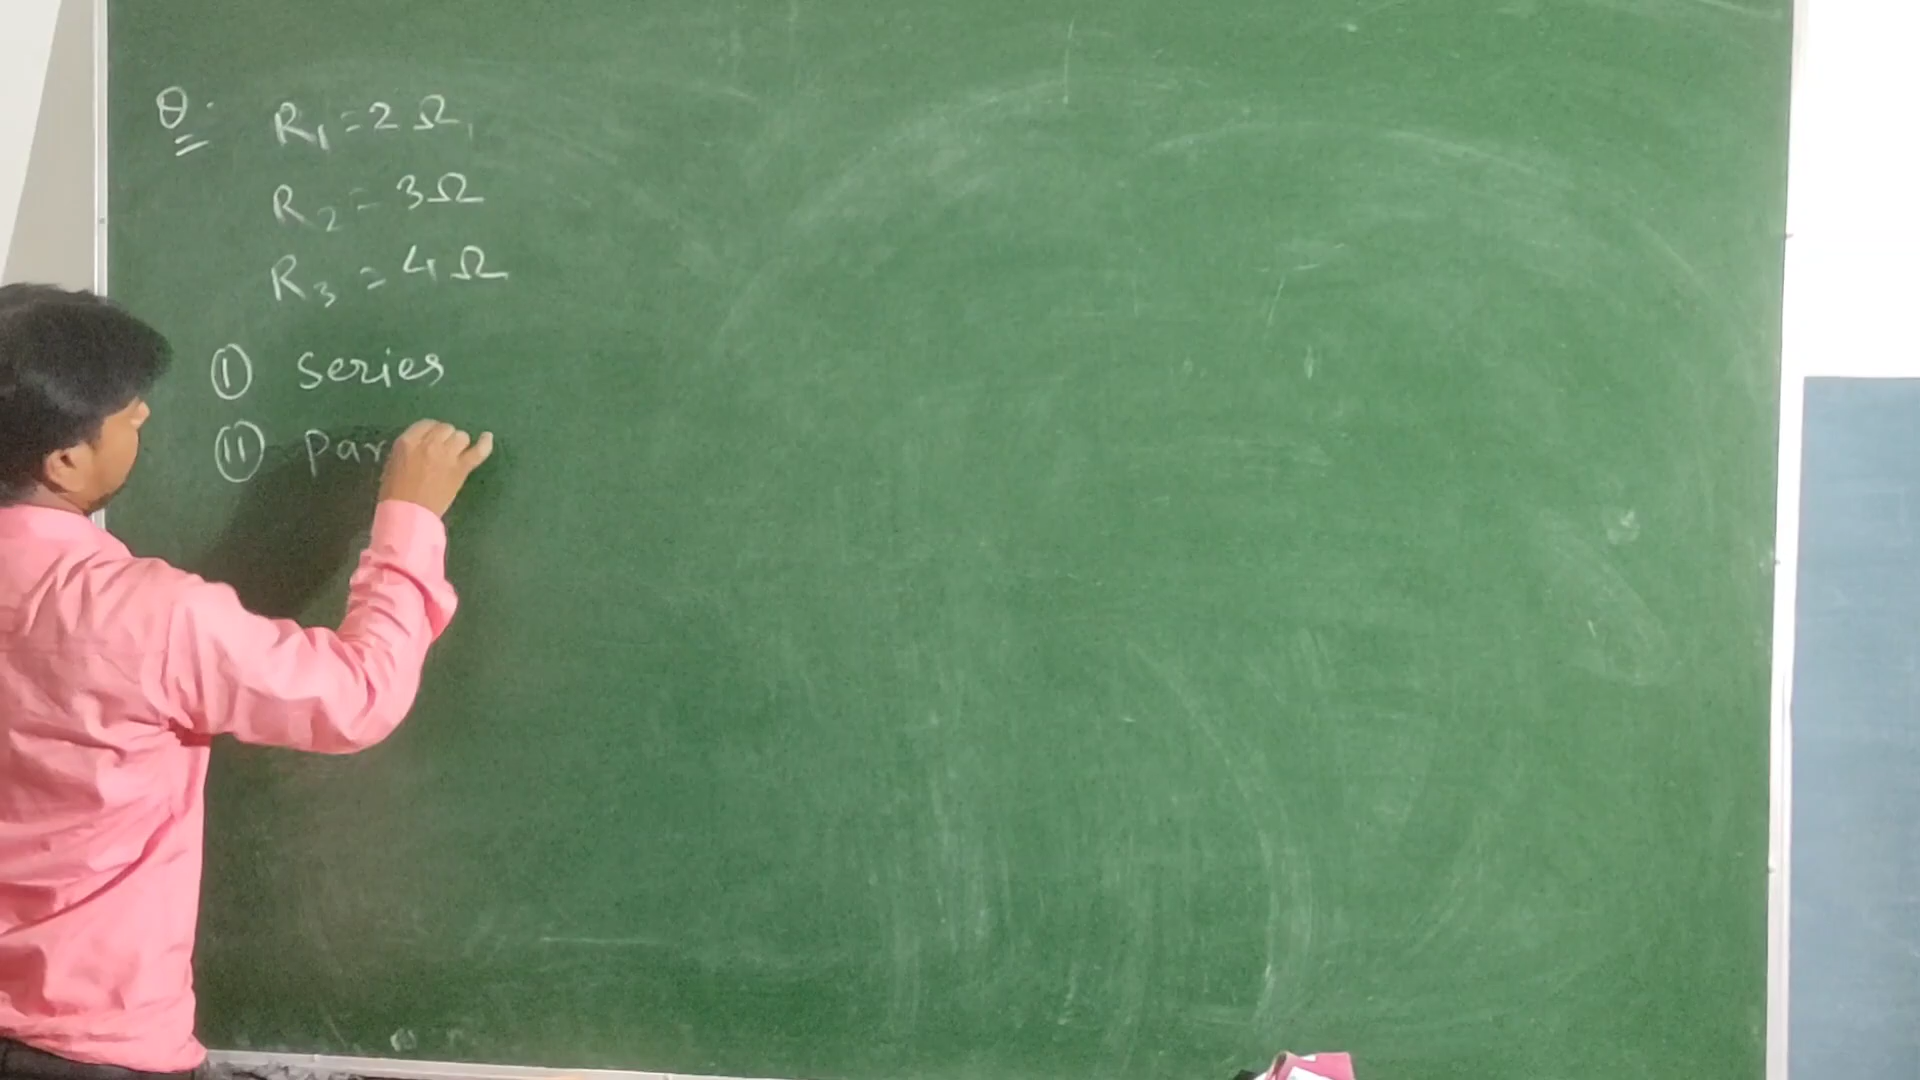 Q. R₁ = 2 Ω,
R₂ = 3 Ω
R₃ = 4 Ω
(I) Series
(II) Par